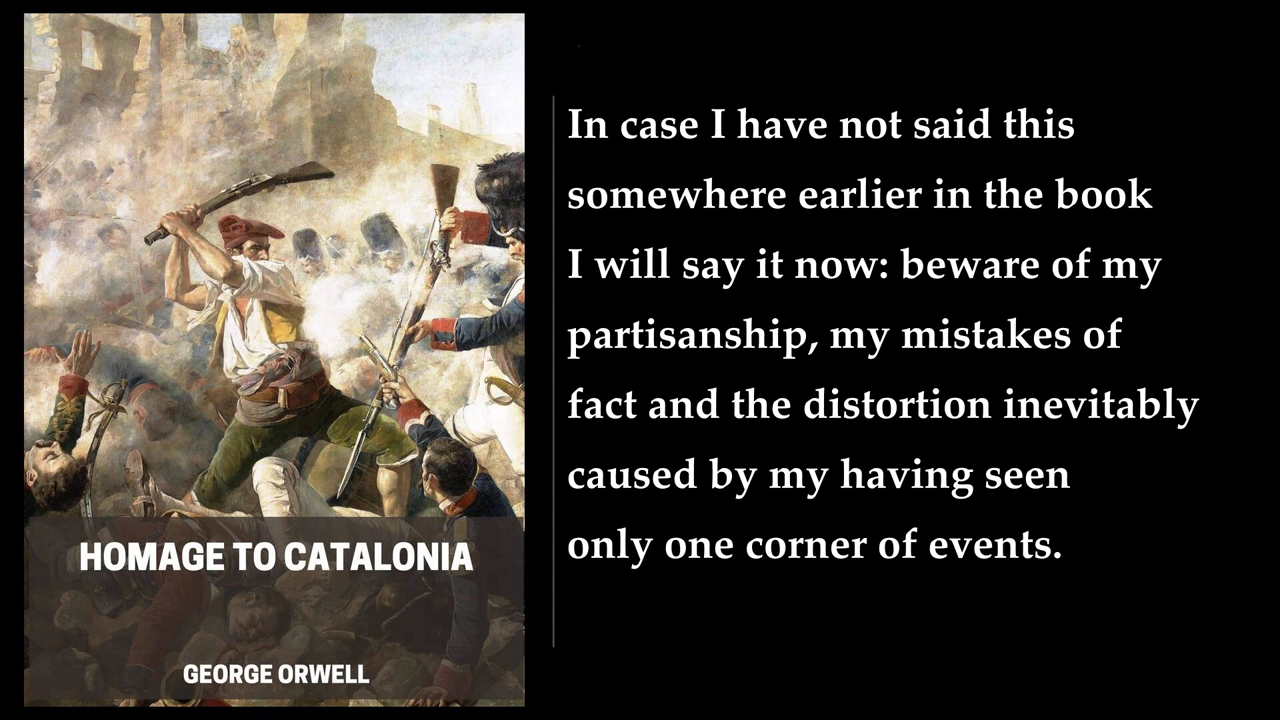 HOMAGE TO CATALONIA
GEORGE ORWELL
In case I have not said this
somewhere earlier in the book
I will say it now: beware of my
partisanship, my mistakes of
fact and the distortion inevitably
caused by my having seen
only one corner of events.